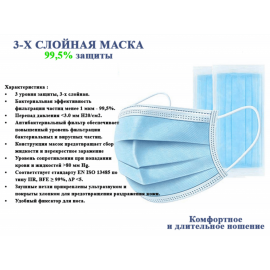 3-Х СЛОЙНАЯ МАСКА
99,5% защиты
Характеристика :
3 уровня защиты, 3-х слойная.
Бактериальная эффективность
фильтрации частиц менее 1 мкм - 99,5%.
Перепад давления <3.0 мм H20/см2.
Антибактериальный фильтр обеспечивает
повышенный уровень фильтрации
бактериальных и вирусных частиц.
Конструкция маски предотвращает сбор
жидкости и перекрестное заражение
Уровень сопротивления при попадании
крови и жидкостей >80 мм Hg.
Соответствует стандарту EN ISO 13485 по
типу IIR, BFE ≥ 99%, ΔP <5.
Заушные петли прикреплены ультразвуком и
покрыты хлопком для предотвращения раздражения кожи.
Удобный фиксатор для носа.
Комфортное
и длительное ношение